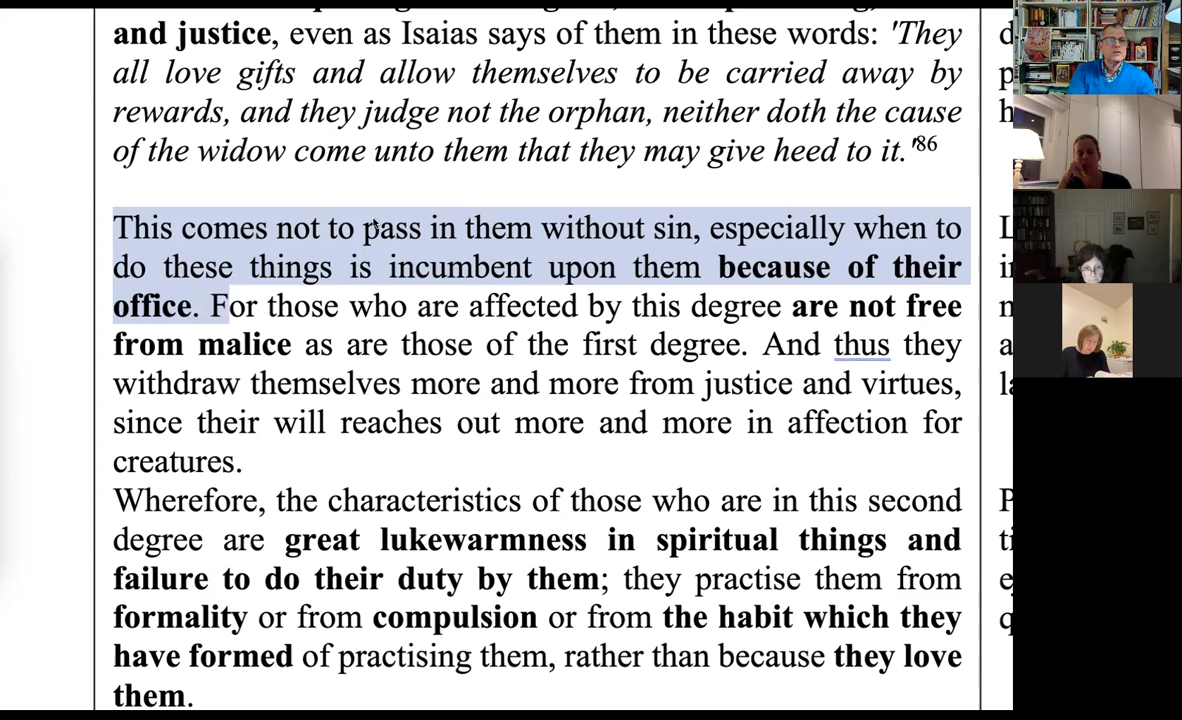 and justice, even as Isaias says of them in these words: 'They
all love gifts and allow themselves to be carried away by
rewards, and they judge not the orphan, neither doth the cause
of the widow come unto them that they may give heed to it.'86
This comes not to pass in them without sin, especially when to
do these things is incumbent upon them because of their
office. For those who are affected by this degree are not free
from malice as are those of the first degree. And thus they
withdraw themselves more and more from justice and virtues,
since their will reaches out more and more in affection for
creatures.
Wherefore, the characteristics of those who are in this second
degree are great lukewarmness in spiritual things and
failure to do their duty by them; they practise them from
formality or from compulsion or from the habit which they
have formed of practising them, rather than because they love
them.